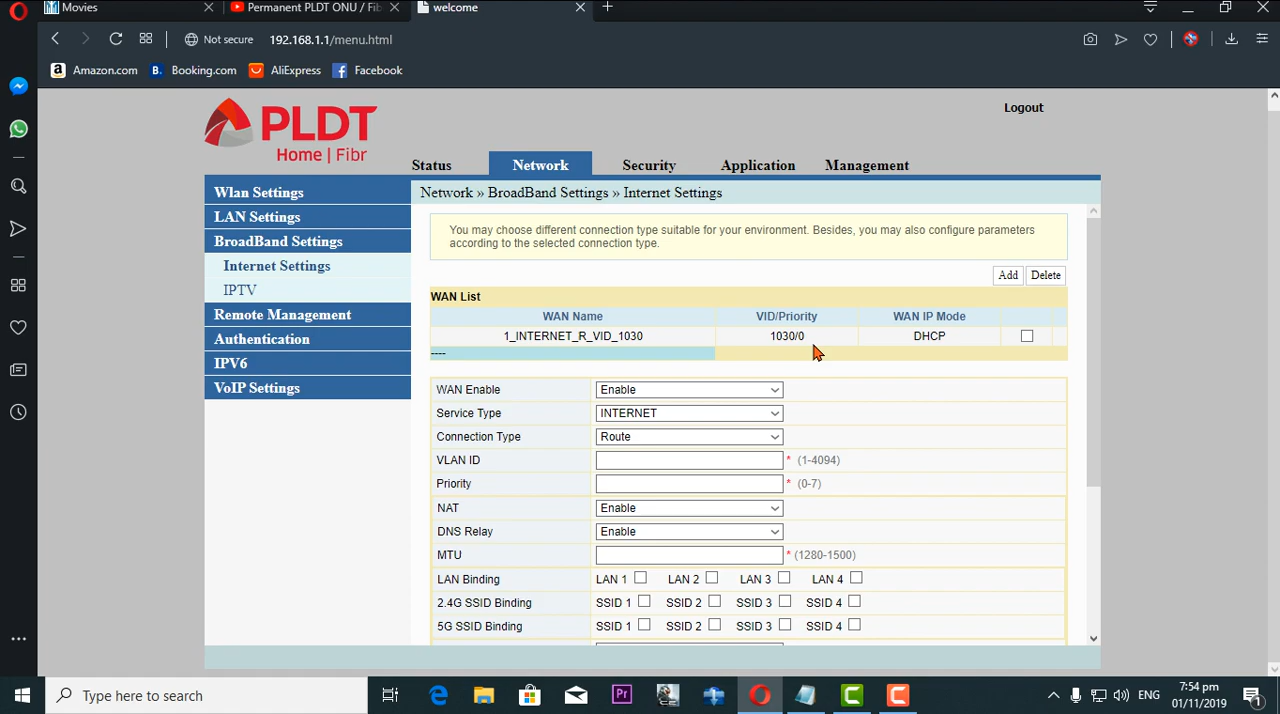 Movies
Permanent PLDT ONU / Fib
welcome
Not secure
192.168.1.1/menu.html
Amazon.com
Booking.com
AliExpress
Facebook
PLDT
Home | Fibr
Logout
Status
Network
Security
Application
Management
Wlan Settings
LAN Settings
BroadBand Settings
Internet Settings
IPTV
Remote Management
Authentication
IPV6
VoIP Settings
Network » BroadBand Settings » Internet Settings
You may choose different connection type suitable for your environment. Besides, you may also configure parameters
according to the selected connection type.
Add
Delete
WAN List
WAN Name VID/Priority WAN IP Mode
1_INTERNET_R_VID_1030 1030/0 DHCP
----
WAN Enable Enable
Service Type INTERNET
Connection Type Route
VLAN ID * (1-4094)
Priority * (0-7)
NAT Enable
DNS Relay Enable
MTU * (1280-1500)
LAN Binding LAN 1 LAN 2 LAN 3 LAN 4
2.4G SSID Binding SSID 1 SSID 2 SSID 3 SSID 4
5G SSID Binding SSID 1 SSID 2 SSID 3 SSID 4
Type here to search
Pr
C
C
ENG
7:54 pm
01/11/2019
1